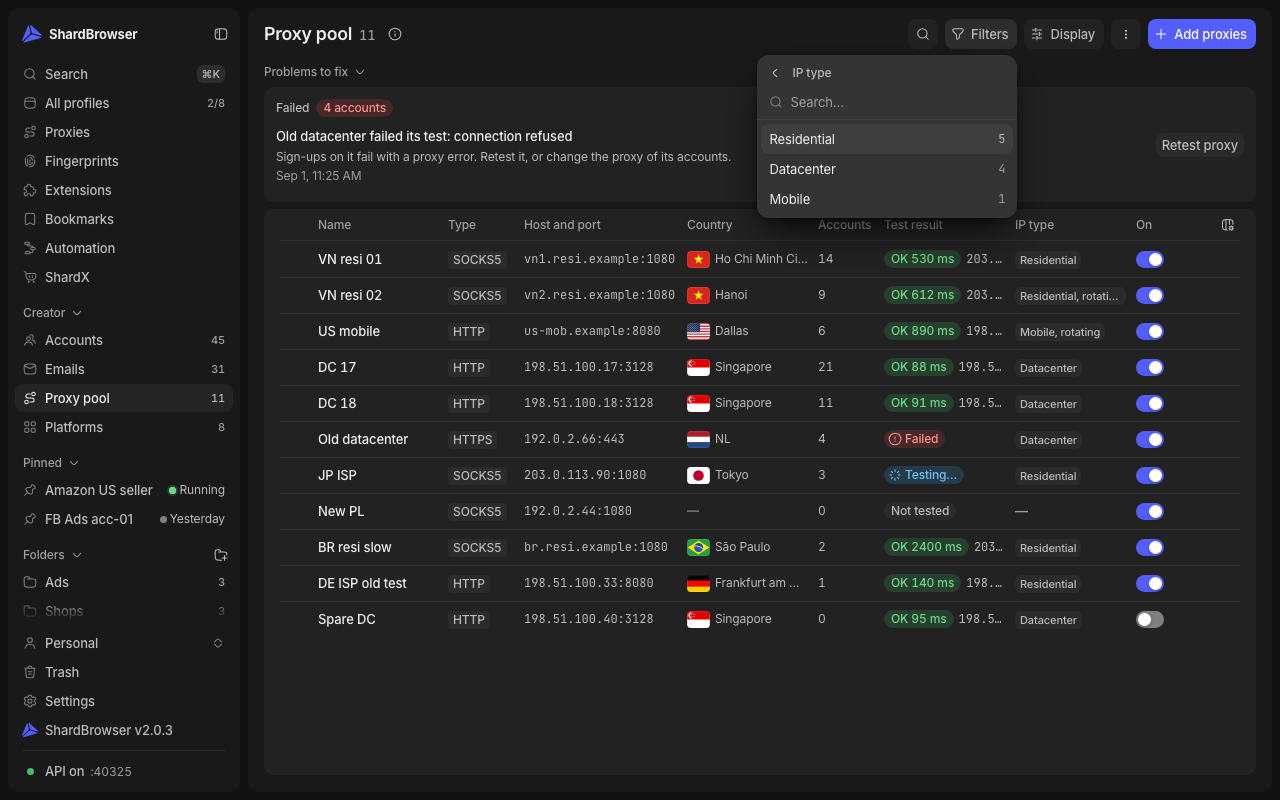 ShardBrowser
Search ⌘K
All profiles 2/8
Proxies
Fingerprints
Extensions
Bookmarks
Automation
ShardX
Creator
Accounts 45
Emails 31
Proxy pool 11
Platforms 8
Pinned
Amazon US seller Running
FB Ads acc-01 Yesterday
Folders
Ads 3
Shops 3
Personal
Trash
Settings
ShardBrowser v2.0.3
API on :40325
Proxy pool 11
Filters
Display
Add proxies
Problems to fix
Failed 4 accounts
Old datacenter failed its test: connection refused
Sign-ups on it fail with a proxy error. Retest it, or change the proxy of its accounts.
Sep 1, 11:25 AM
Retest proxy
IP type
Search...
Residential 5
Datacenter 4
Mobile 1
Name Type Host and port Country Accounts Test result IP type On
VN resi 01 SOCKS5 vn1.resi.example:1080 Ho Chi Minh Ci... 14 OK 530 ms 203.... Residential
VN resi 02 SOCKS5 vn2.resi.example:1080 Hanoi 9 OK 612 ms 203.... Residential, rotati...
US mobile HTTP us-mob.example:8080 Dallas 6 OK 890 ms 198.... Mobile, rotating
DC 17 HTTP 198.51.100.17:3128 Singapore 21 OK 88 ms 198.5... Datacenter
DC 18 HTTP 198.51.100.18:3128 Singapore 11 OK 91 ms 198.5... Datacenter
Old datacenter HTTPS 192.0.2.66:443 NL 4 Failed Datacenter
JP ISP SOCKS5 203.0.113.90:1080 Tokyo 3 Testing... Residential
New PL SOCKS5 192.0.2.44:1080 — 0 Not tested —
BR resi slow SOCKS5 br.resi.example:1080 São Paulo 2 OK 2400 ms 203... Residential
DE ISP old test HTTP 198.51.100.33:8080 Frankfurt am ... 1 OK 140 ms 198.... Residential
Spare DC HTTP 198.51.100.40:3128 Singapore 0 OK 95 ms 198.5... Datacenter